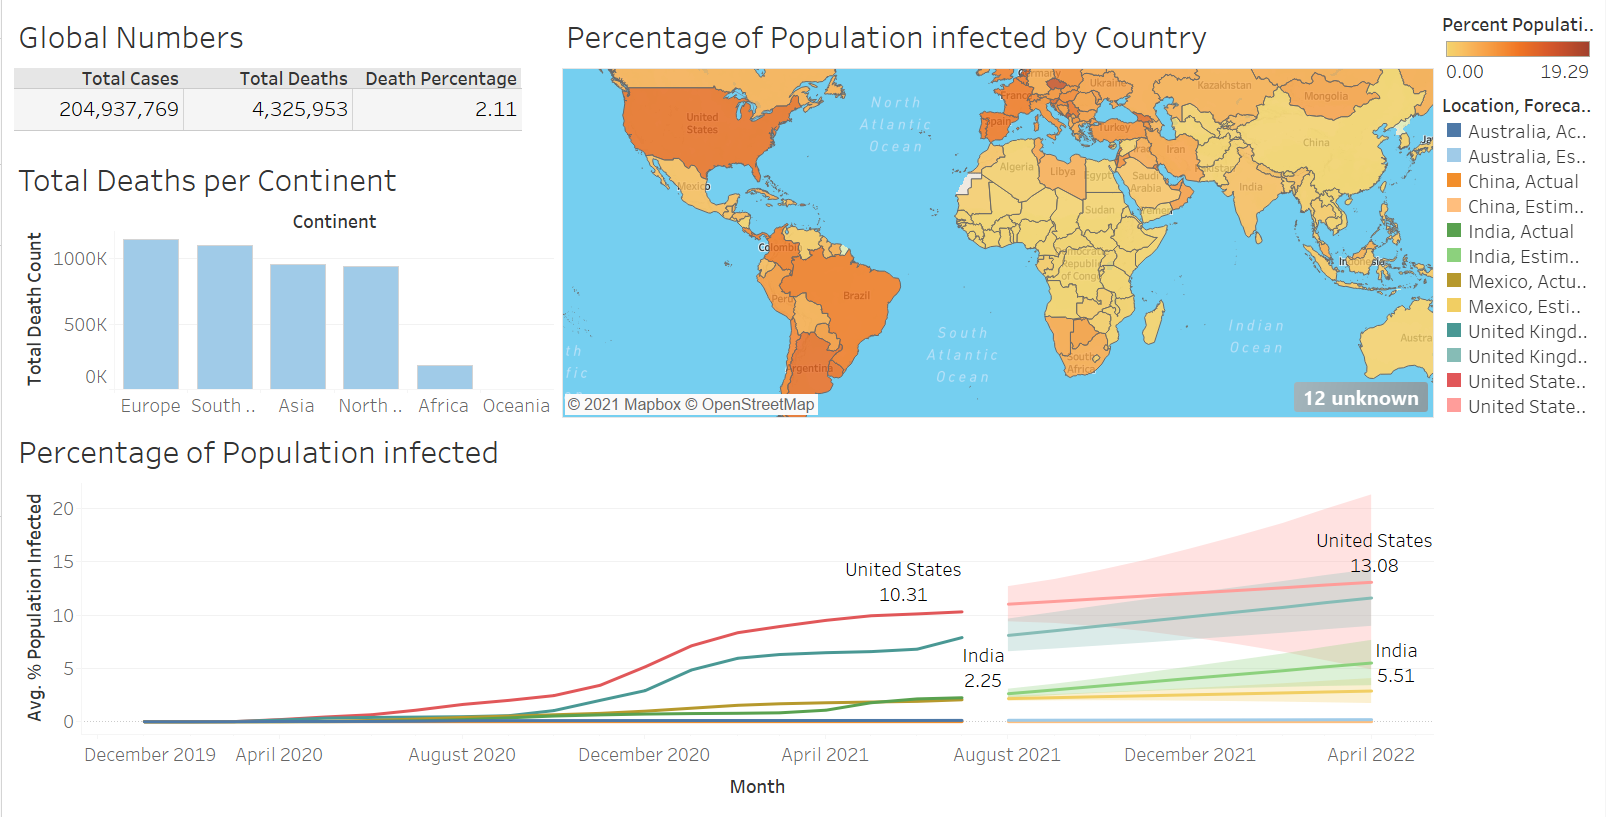 Global Numbers
Total Cases Total Deaths Death Percentage
204,937,769 4,325,953 2.11
Total Deaths per Continent
Continent
Total Death Count
1000K
500K
0K
Europe South .. Asia North .. Africa Oceania
Percentage of Population infected by Country
North
Atlantic
Ocean
South
Atlantic
Ocean
Indian
Ocean
United
States
Mexico
Colombia
Peru
Brazil
Argentina
Germany
France
Spain
Ukraine
Turkey
Kazakhstan
Mongolia
China
Iraq
Iran
Pakistan
India
Algeria
Libya
Egypt
Saudi
Arabia
Sudan
Yemen
Democratic
Republic
of Congo
South
Africa
Indonesia
Ja
Austra
th
fic
© 2021 Mapbox © OpenStreetMap
12 unknown
Percent Populati..
0.00 19.29
Location, Foreca..
Australia, Ac..
Australia, Es..
China, Actual
China, Estim..
India, Actual
India, Estim..
Mexico, Actu..
Mexico, Esti..
United Kingd..
United Kingd..
United State..
United State..
Percentage of Population infected
Avg. % Population Infected
20
15
10
5
0
United States
10.31
India
2.25
United States
13.08
India
5.51
December 2019 April 2020 August 2020 December 2020 April 2021 August 2021 December 2021 April 2022
Month